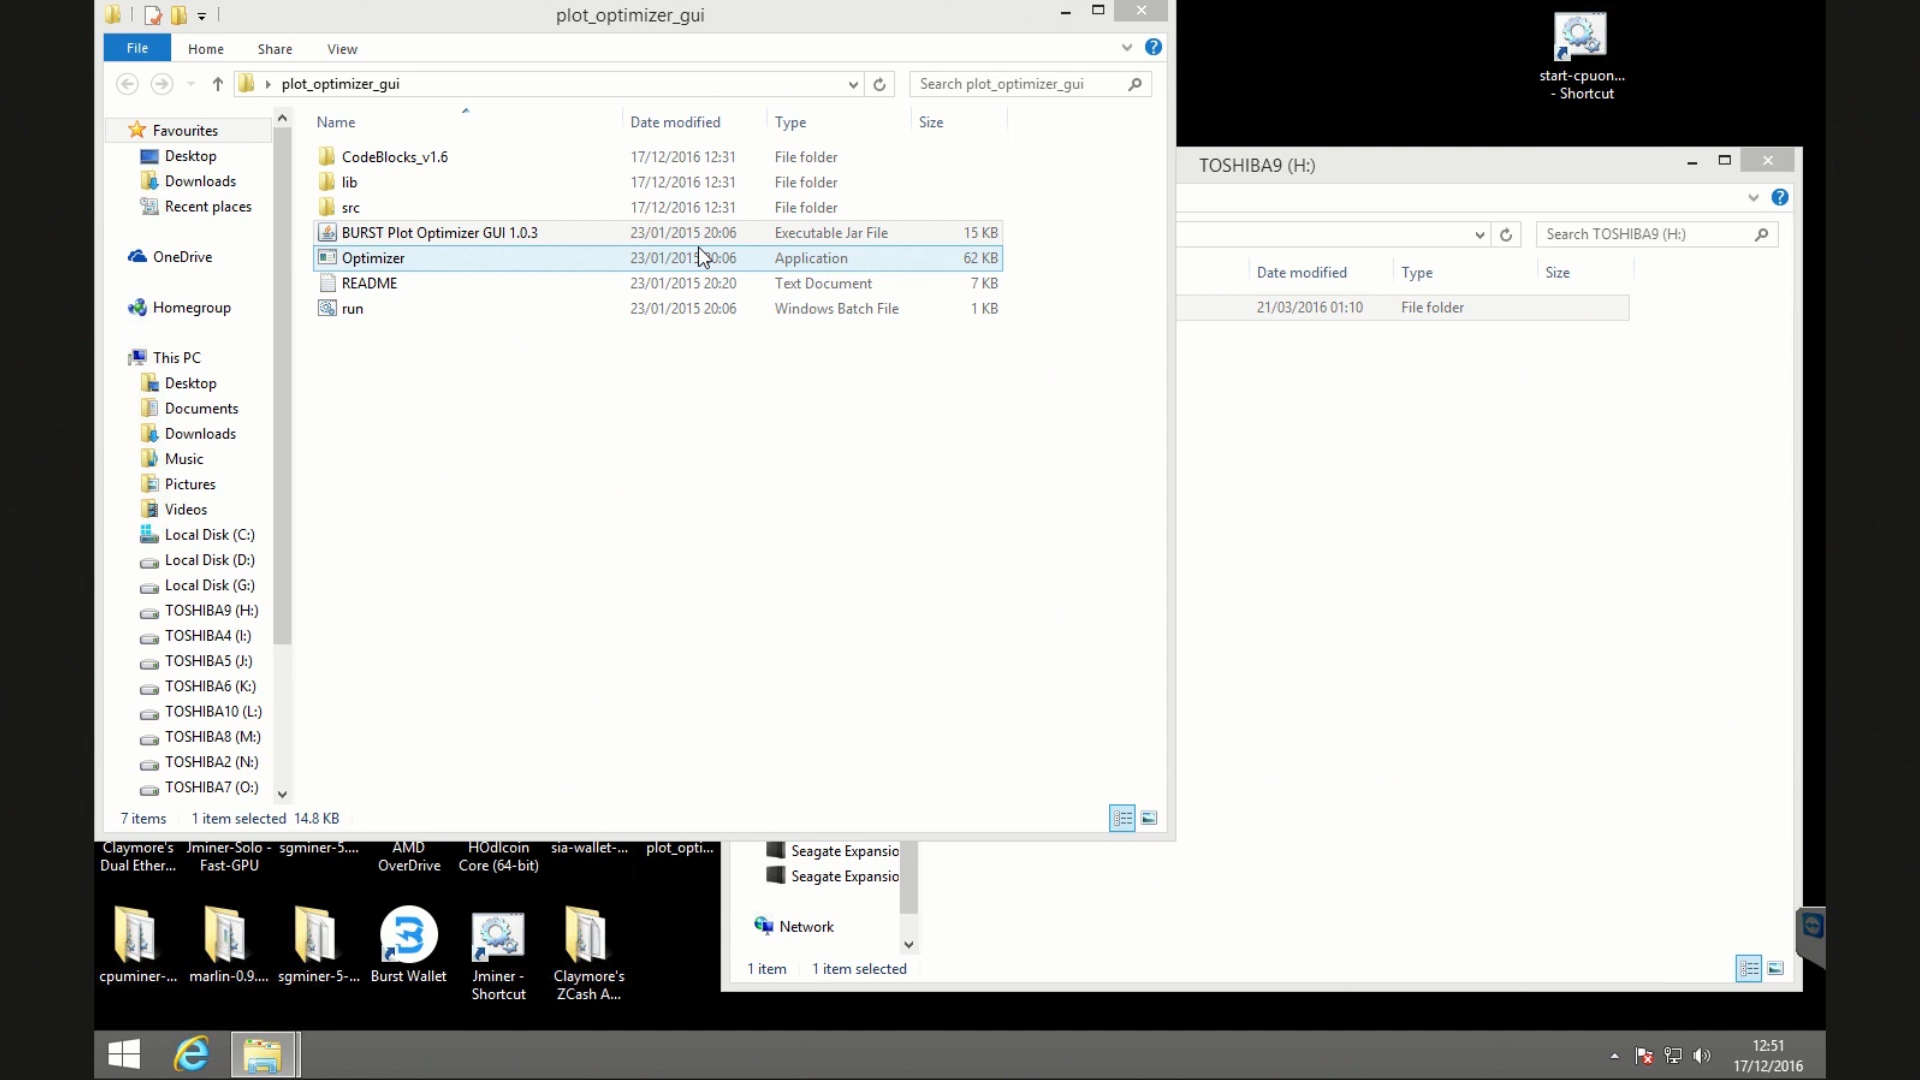 plot_optimizer_gui
File
Home
Share
View
plot_optimizer_gui
Search plot_optimizer_gui
Name
Date modified
Type
Size
Favourites
Desktop
Downloads
Recent places
OneDrive
Homegroup
This PC
Desktop
Documents
Downloads
Music
Pictures
Videos
Local Disk (C:)
Local Disk (D:)
Local Disk (G:)
TOSHIBA9 (H:)
TOSHIBA4 (I:)
TOSHIBA5 (J:)
TOSHIBA6 (K:)
TOSHIBA10 (L:)
TOSHIBA8 (M:)
TOSHIBA2 (N:)
TOSHIBA7 (O:)
CodeBlocks_v1.6 17/12/2016 12:31 File folder
lib 17/12/2016 12:31 File folder
src 17/12/2016 12:31 File folder
BURST Plot Optimizer GUI 1.0.3 23/01/2015 20:06 Executable Jar File 15 KB
Optimizer 23/01/2015 20:06 Application 62 KB
README 23/01/2015 20:20 Text Document 7 KB
run 23/01/2015 20:06 Windows Batch File 1 KB
7 items 1 item selected 14.8 KB
start-cpuon...
- Shortcut
TOSHIBA9 (H:)
Search TOSHIBA9 (H:)
Date modified
Type
Size
21/03/2016 01:10 File folder
Seagate Expansio
Seagate Expansio
Network
1 item 1 item selected
Claymore's
Dual Ether...
Jminer-Solo -
Fast-GPU
sgminer-5....
AMD
OverDrive
HOdlcoin
Core (64-bit)
sia-wallet-...
plot_opti...
cpuminer-...
marlin-0.9....
sgminer-5-...
Burst Wallet
Jminer -
Shortcut
Claymore's
ZCash A...
12:51
17/12/2016